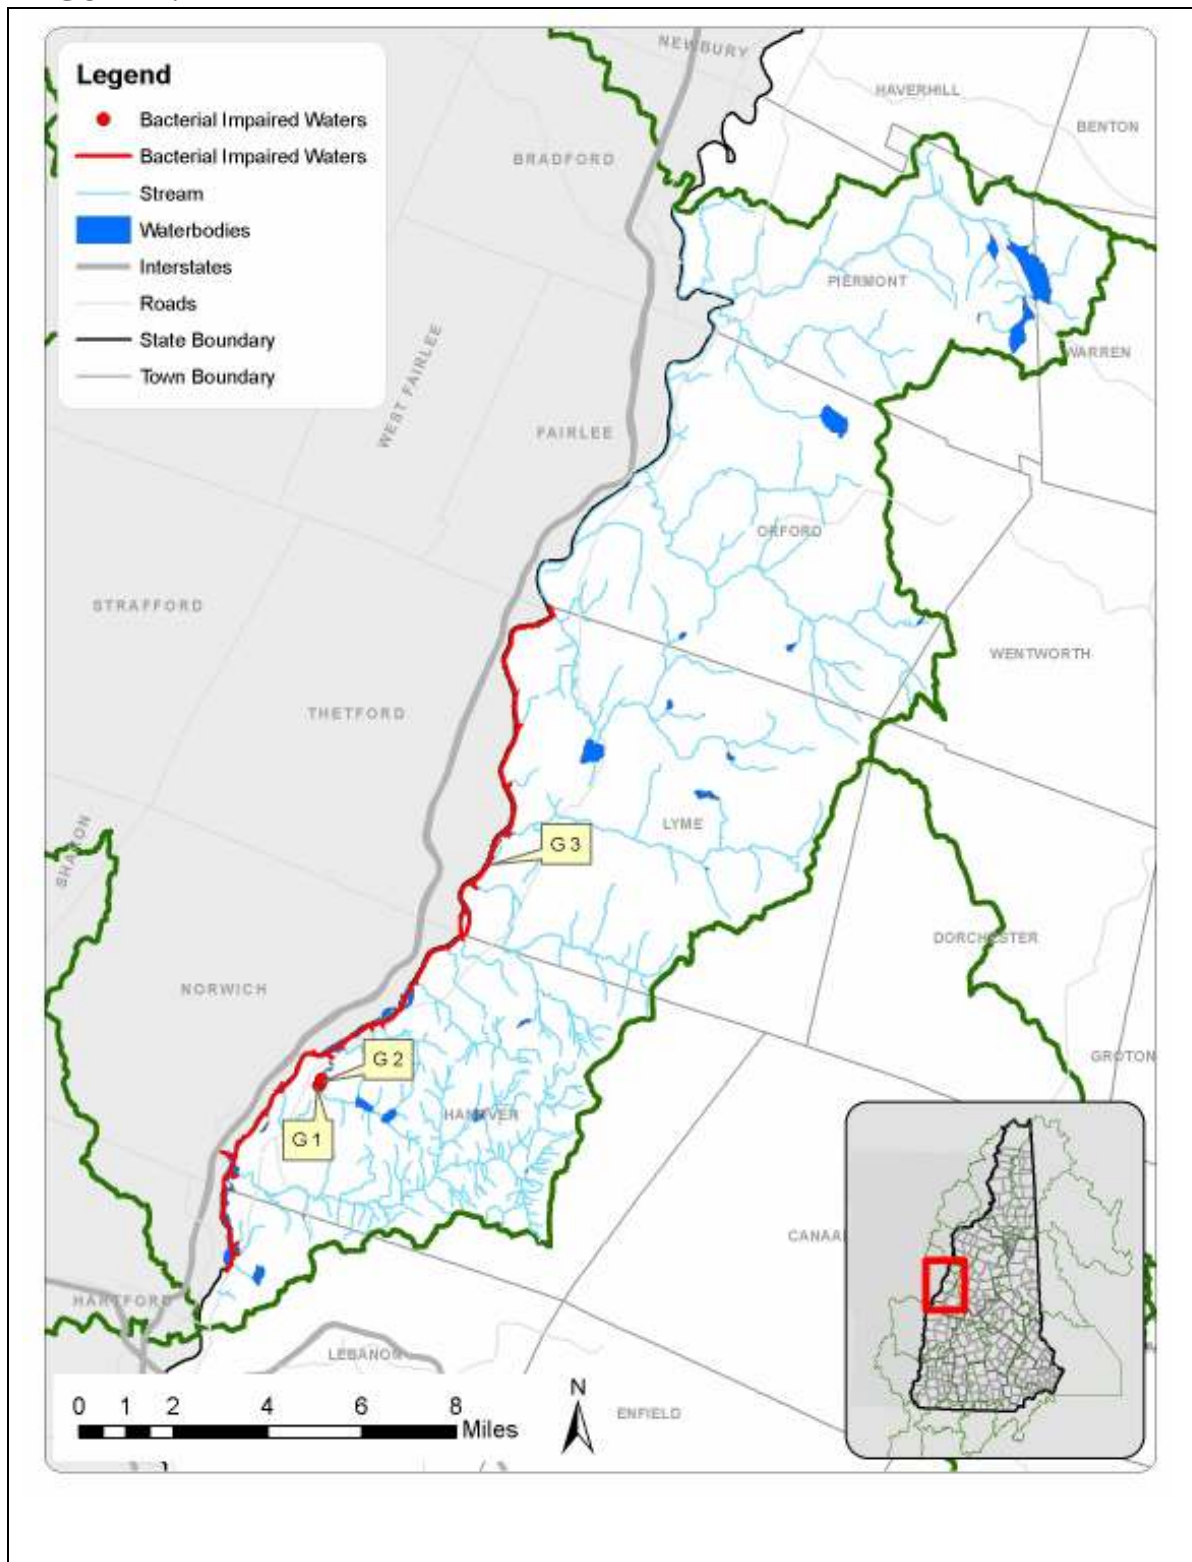 Legend
Bacterial Impaired Waters
Bacterial Impaired Waters
Stream
Waterbodies
Interstates
Roads
State Boundary
Town Boundary
NEWBURY
HAVERHILL
BENTON
BRADFORD
PIERMONT
WARREN
WEST FAIRLEE
FAIRLEE
ORFORD
STRAFFORD
WENTWORTH
THETFORD
LYME
G 3
SHARON
DORCHESTER
NORWICH
GROTON
G 2
HANOVER
G 1
CANAA
HARTFORD
LEBANON
ENFIELD
N
0 1 2 4 6 8
Miles